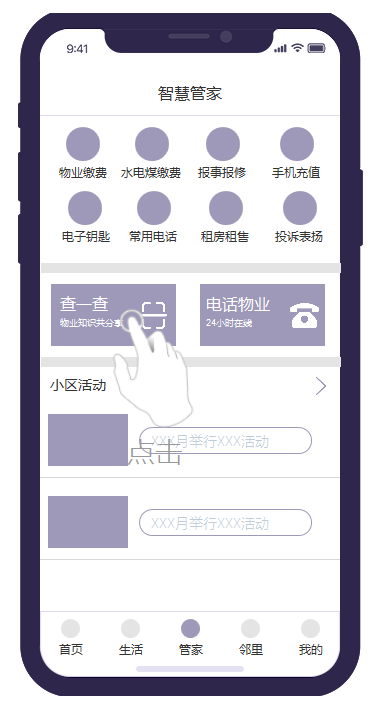 9:41
智慧管家
物业缴费 水电煤缴费 报事报修 手机充值
电子钥匙 常用电话 租房租售 投诉表扬
查一查 电话物业
物业知识共分享 24小时在线
小区活动
XXX月举行XXX活动
点击
XXX月举行XXX活动
首页 生活 管家 邻里 我的